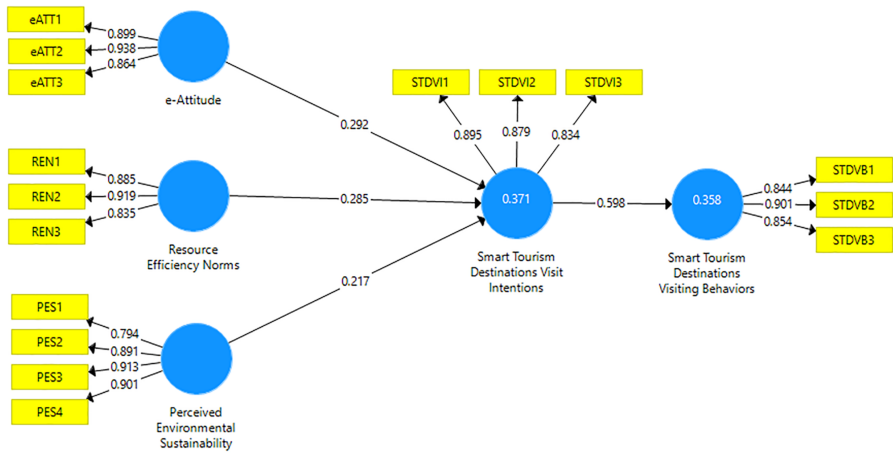 eATT1
0.899
eATT2
0.938
eATT3
0.864
e-Attitude
0.292
STDVI1
STDVI2
STDVI3
0.895
0.879
0.834
REN1
0.885
REN2
0.919
REN3
0.835
Resource
Efficiency Norms
0.285
0.371
Smart Tourism
Destinations Visit
Intentions
0.598
0.358
Smart Tourism
Destinations
Visiting Behaviors
STDVB1
0.844
STDVB2
0.901
STDVB3
0.854
0.217
PES1
0.794
PES2
0.891
PES3
0.913
PES4
0.901
Perceived
Environmental
Sustainability